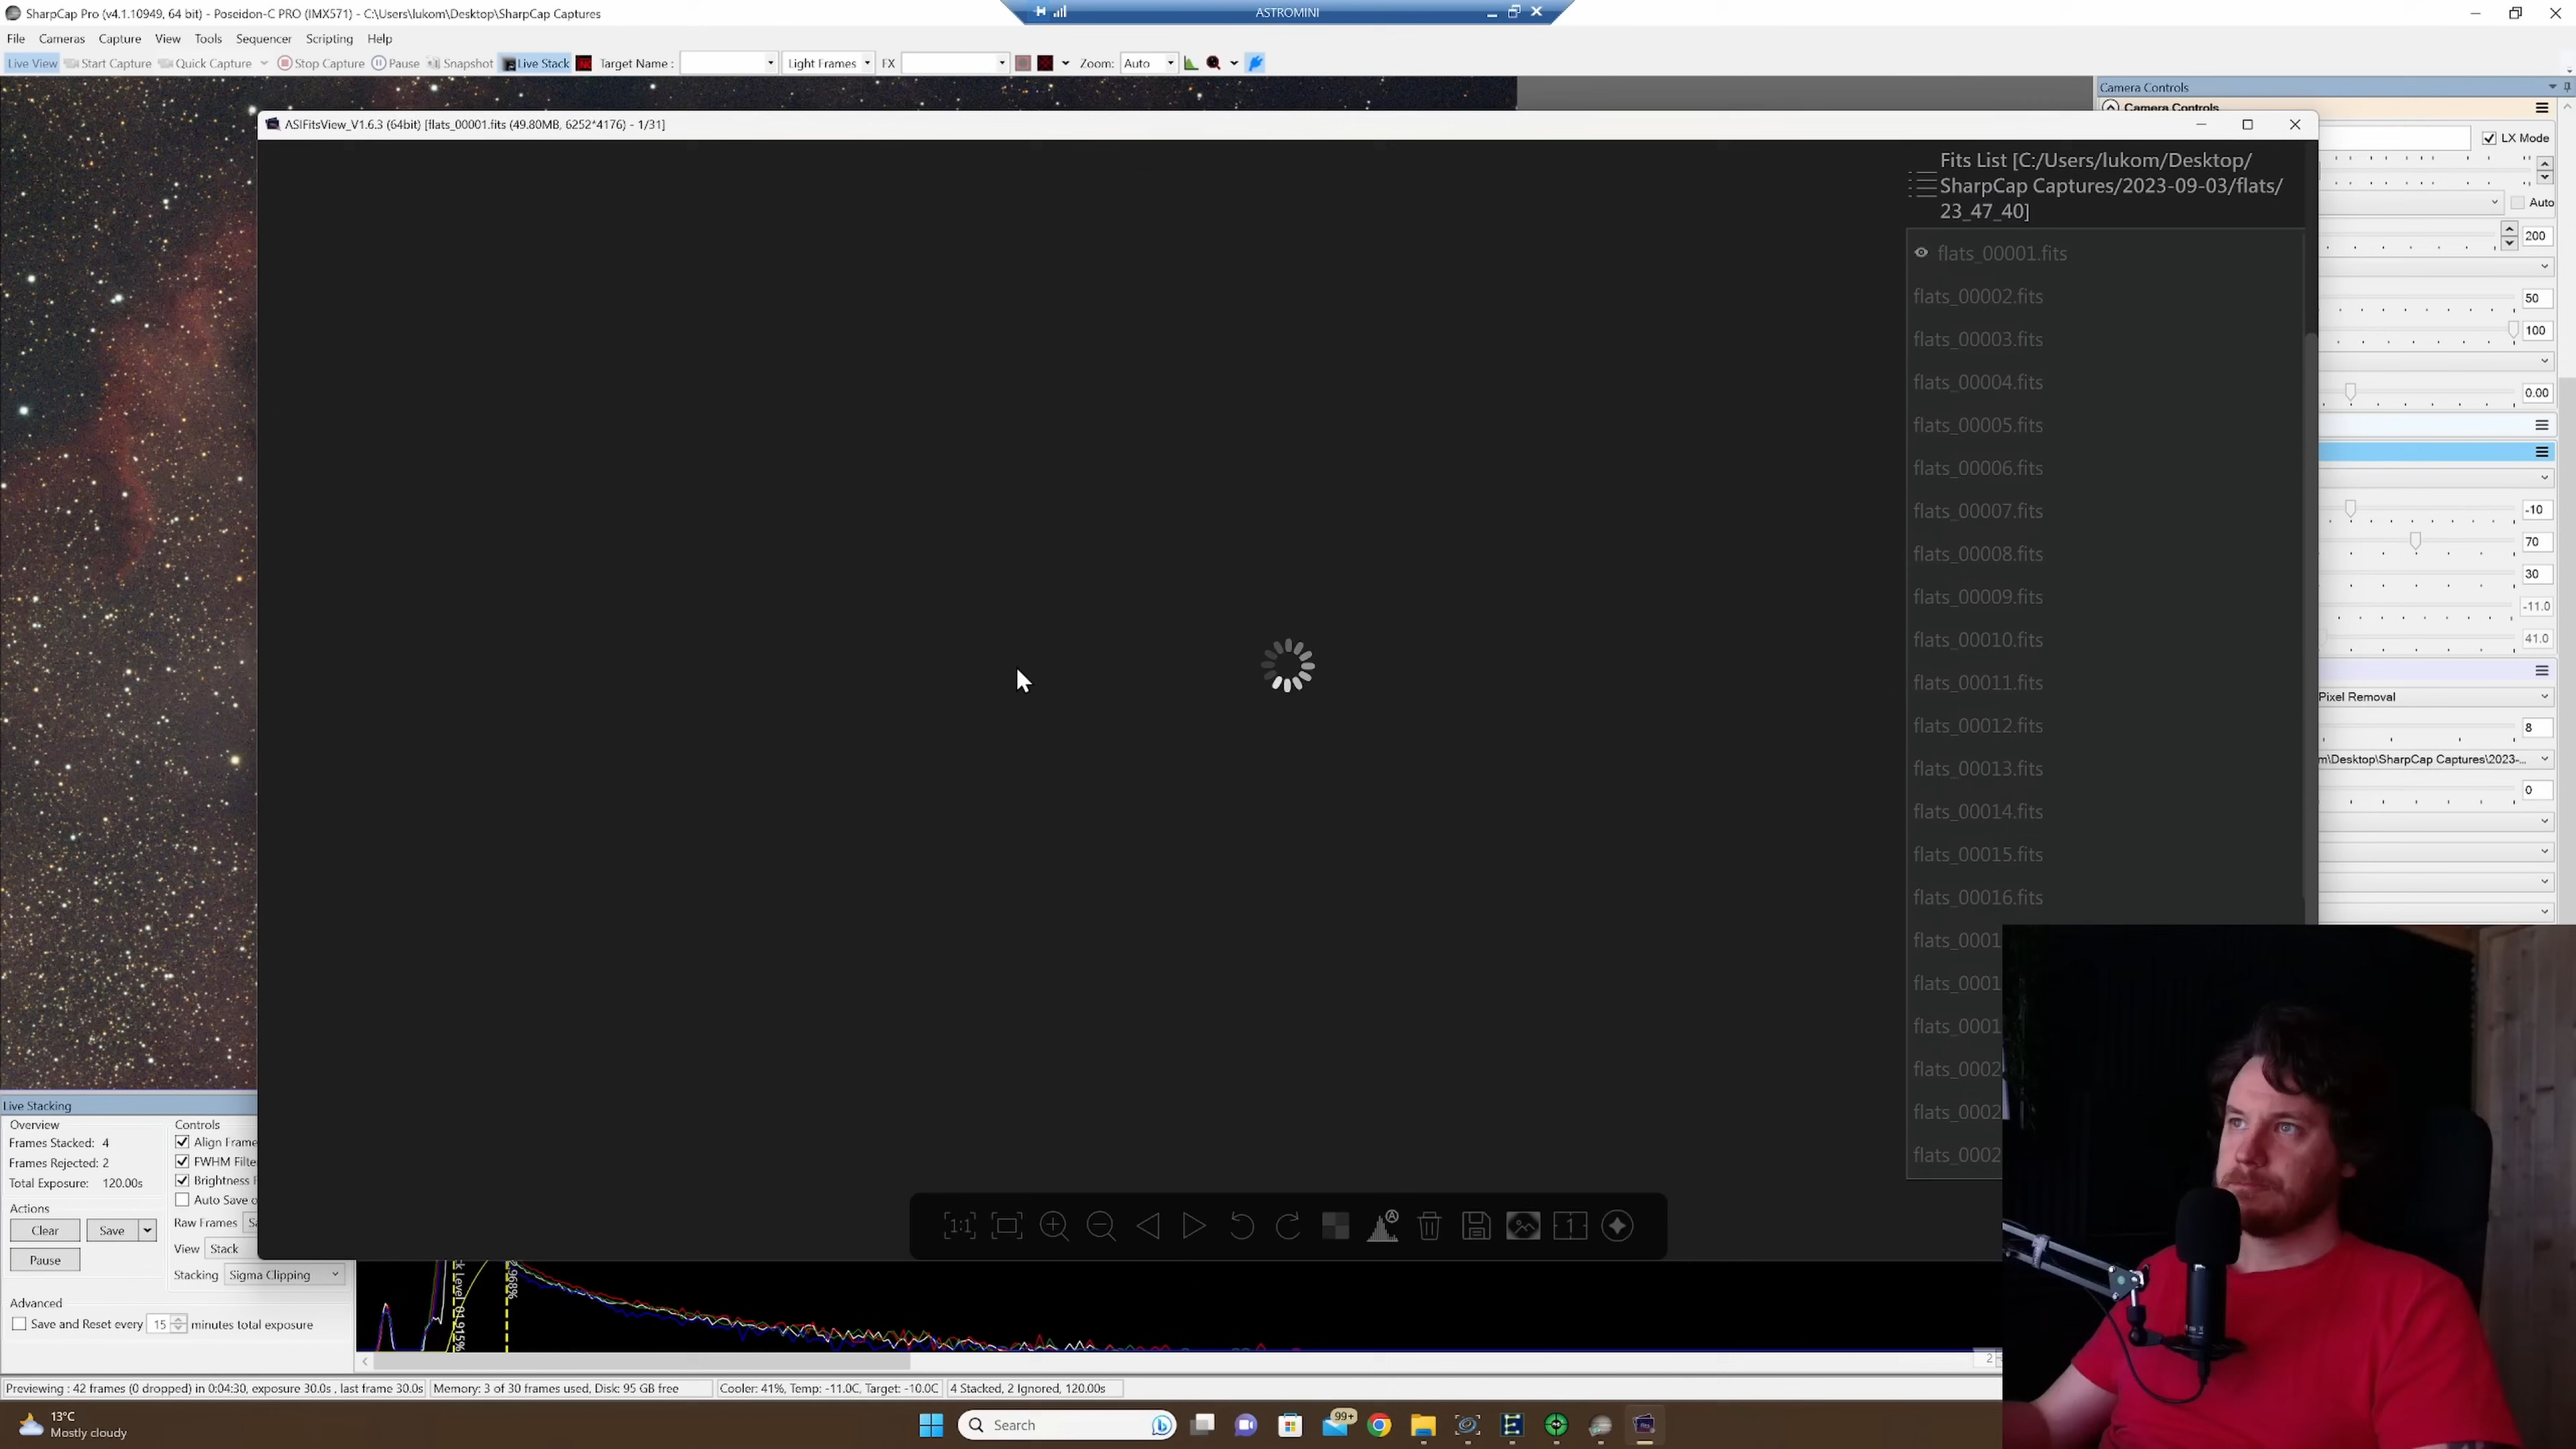 SharpCap Pro (v4.1.10949, 64 bit) - Poseidon-C PRO (IMX571) - C:\Users\lukom\Desktop\SharpCap Captures
ASTROMINI
File Cameras Capture View Tools Sequencer Scripting Help
Live View Start Capture Quick Capture Stop Capture Pause Snapshot Live Stack Target Name : Light Frames FX Zoom: Auto
Camera Controls
Camera Controls
ASIFitsView_V1.6.3 (64bit) [flats_00001.fits (49.80MB, 6252*4176) - 1/31]
LX Mode
Fits List [C:/Users/lukom/Desktop/
SharpCap Captures/2023-09-03/flats/
23_47_40]
Auto
200
flats_00001.fits
flats_00002.fits
50
100
flats_00003.fits
flats_00004.fits
0.00
flats_00005.fits
flats_00006.fits
flats_00007.fits
-10
70
flats_00008.fits
30
flats_00009.fits
-11.0
flats_00010.fits
41.0
flats_00011.fits
Pixel Removal
flats_00012.fits
8
m\Desktop\SharpCap Captures\2023-...
flats_00013.fits
0
flats_00014.fits
flats_00015.fits
flats_00016.fits
flats_0001
flats_0001
flats_0001
flats_0002
flats_0002
flats_0002
1:1
1
Live Stacking
Overview
Frames Stacked: 4
Frames Rejected: 2
Total Exposure: 120.00s
Actions
Clear Save
Pause
Controls
Align Frame
FWHM Filte
Brightness
Auto Save o
Raw Frames
View Stack
Stacking Sigma Clipping
Advanced
Save and Reset every 15 minutes total exposure
2
Previewing : 42 frames (0 dropped) in 0:04:30, exposure 30.0s , last frame 30.0s
Memory: 3 of 30 frames used, Disk: 95 GB free
Cooler: 41%, Temp: -11.0C, Target: -10.0C
4 Stacked, 2 Ignored, 120.00s
13°C
Mostly cloudy
Search
99+